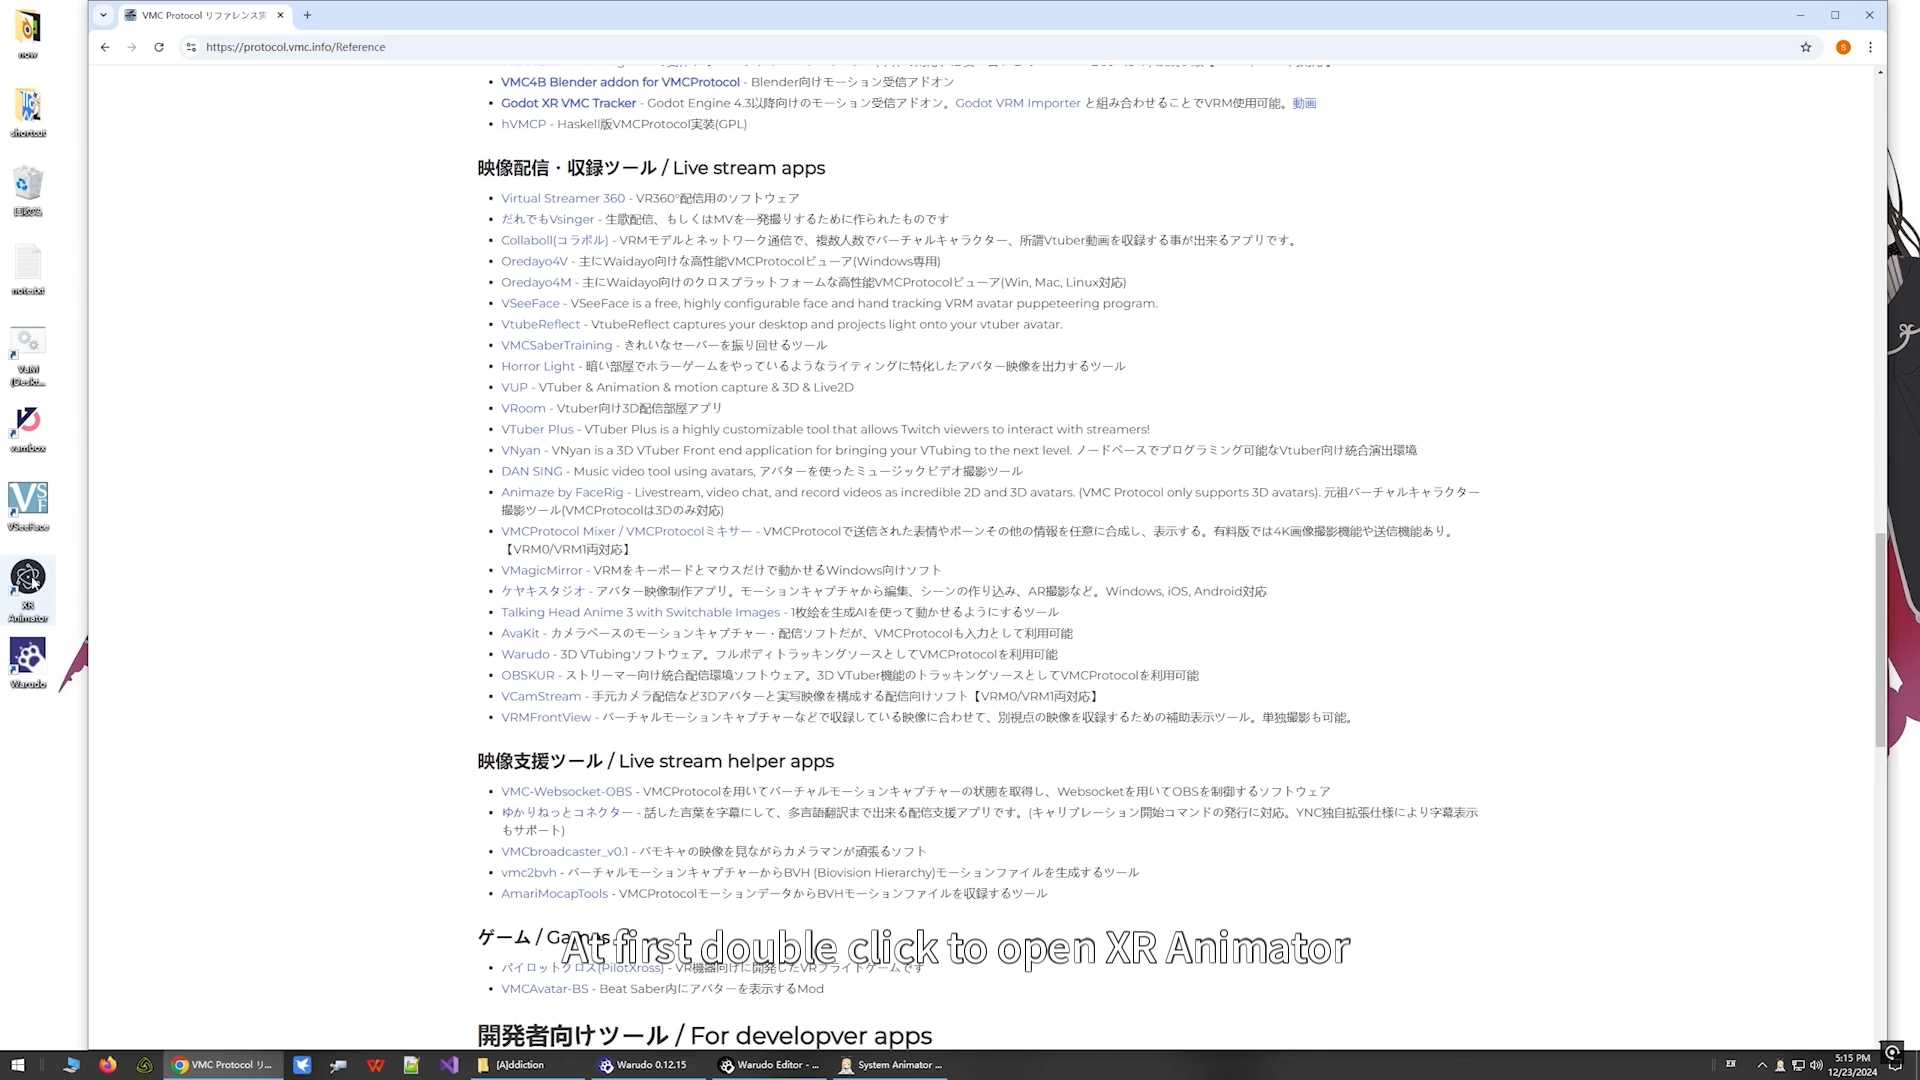 VMC Protocol リファレンス実
https://protocol.vmc.info/Reference
now
shortcut
note.txt
VaM
(Deskt...
vambox
VSeeFace
XR
Animator
Warudo
VMC4B Blender addon for VMCProtocol - Blender向けモーション受信アドオン
Godot XR VMC Tracker - Godot Engine 4.3以降向けのモーション受信アドオン。Godot VRM Importer と組み合わせることでVRM使用可能。動画
hVMCP - Haskell版VMCProtocol実装(GPL)
映像配信・収録ツール / Live stream apps
Virtual Streamer 360 - VR360°配信用のソフトウェア
だれでもVsinger - 生歌配信、もしくはMVを一発撮りするために作られたものです
Collaboll(コラボル) - VRMモデルとネットワーク通信で、複数人数でバーチャルキャラクター、所謂Vtuber動画を収録する事が出来るアプリです。
Oredayo4V - 主にWaidayo向けな高性能VMCProtocolビューア(Windows専用)
Oredayo4M - 主にWaidayo向けのクロスプラットフォームな高性能VMCProtocolビューア(Win, Mac, Linux対応)
VSeeFace - VSeeFace is a free, highly configurable face and hand tracking VRM avatar puppeteering program.
VtubeReflect - VtubeReflect captures your desktop and projects light onto your vtuber avatar.
VMCSaberTraining - きれいなセーバーを振り回せるツール
Horror Light - 暗い部屋でホラーゲームをやっているようなライティングに特化したアバター映像を出力するツール
VUP - VTuber & Animation & motion capture & 3D & Live2D
VRoom - Vtuber向け3D配信部屋アプリ
VTuber Plus - VTuber Plus is a highly customizable tool that allows Twitch viewers to interact with streamers!
VNyan - VNyan is a 3D VTuber Front end application for bringing your VTubing to the next level. ノードベースでプログラミング可能なVtuber向け統合演出環境
DAN SING - Music video tool using avatars, アバターを使ったミュージックビデオ撮影ツール
Animaze by FaceRig - Livestream, video chat, and record videos as incredible 2D and 3D avatars. (VMC Protocol only supports 3D avatars). 元祖バーチャルキャラクター
撮影ツール(VMCProtocolは3Dのみ対応)
VMCProtocol Mixer / VMCProtocolミキサー - VMCProtocolで送信された表情やボーンその他の情報を任意に合成し、表示する。有料版では4K画像撮影機能や送信機能あり。
【VRM0/VRM1両対応】
VMagicMirror - VRMをキーボードとマウスだけで動かせるWindows向けソフト
ケヤキスタジオ - アバター映像制作アプリ。モーションキャプチャから編集、シーンの作り込み、AR撮影など。Windows, iOS, Android対応
Talking Head Anime 3 with Switchable Images - 1枚絵を生成AIを使って動かせるようにするツール
AvaKit - カメラベースのモーションキャプチャー・配信ソフトだが、VMCProtocolも入力として利用可能
Warudo - 3D VTubingソフトウェア。フルボディトラッキングソースとしてVMCProtocolを利用可能
OBSKUR - ストリーマー向け統合配信環境ソフトウェア。3D VTuber機能のトラッキングソースとしてVMCProtocolを利用可能
VCamStream - 手元カメラ配信など3Dアバターと実写映像を構成する配信向けソフト【VRM0/VRM1両対応】
VRMFrontView - バーチャルモーションキャプチャーなどで収録している映像に合わせて、別視点の映像を収録するための補助表示ツール。単独撮影も可能。
映像支援ツール / Live stream helper apps
VMC-Websocket-OBS - VMCProtocolを用いてバーチャルモーションキャプチャーの状態を取得し、Websocketを用いてOBSを制御するソフトウェア
ゆかりねっとコネクター - 話した言葉を字幕にして、多言語翻訳まで出来る配信支援アプリです。(キャリブレーション開始コマンドの発行に対応。YNC独自拡張仕様により字幕表示
もサポート)
VMCbroadcaster_v0.1 - バモキャの映像を見ながらカメラマンが頑張るソフト
vmc2bvh - バーチャルモーションキャプチャーからBVH (Biovision Hierarchy)モーションファイルを生成するツール
AmariMocapTools - VMCProtocolモーションデータからBVHモーションファイルを収録するツール
ゲーム / Games
At first double click to open XR Animator
パイロットクロス(PilotXross) - VR機器向けに開発したVRフライトゲームです
VMCAvatar-BS - Beat Saber内にアバターを表示するMod
開発者向けツール / For developver apps
VMC Protocol リ...
[A]ddiction
Warudo 0.12.15
Warudo Editor - ...
System Animator ...
EN
5:15 PM
12/23/2024